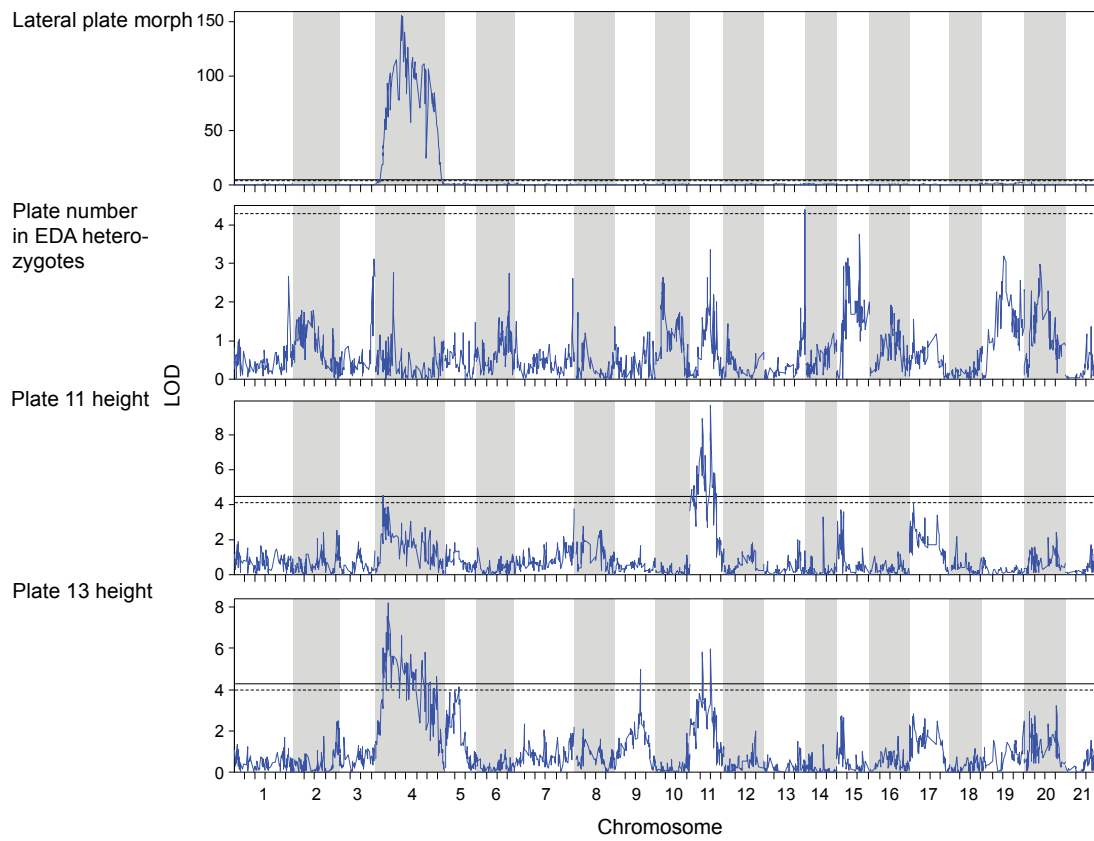 Lateral plate morph
150
100
50
0
Plate number
in EDA hetero-
zygotes
4
3
2
1
0
LOD
Plate 11 height
8
6
4
2
0
Plate 13 height
8
6
4
2
0
1 2 3 4 5 6 7 8 9 10 11 12 13 14 15 16 17 18 19 20 21
Chromosome